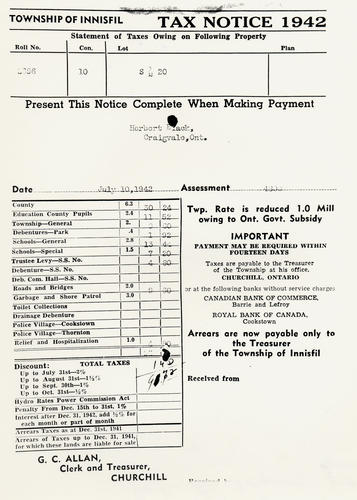 TOWNSHIP OF INNISFIL TAX NOTICE 1942
Statement of Taxes Owing on Following Property
Roll No. Con. Lot Plan
10 S ½ 20
Present This Notice Complete When Making Payment
Herbert
Craigvale, Ont.
Date July 10, 1942 Assessment
County 6.3
Education County Pupils 2.4
Township—General 2.
Debentures—Park .4
Schools—General 2.8
Schools—Special 1.5
Trustee Levy—S.S. No.
Debenture—S.S. No.
Deb. Com. Hall—S.S. No.
Roads and Bridges 2.0
Garbage and Shore Patrol 3.0
Toilet Collections
Drainage Debenture
Police Village—Cookstown
Police Village—Thornton
Relief and Hospitalization 1.0
TOTAL TAXES
Discount:
Up to July 31st—2%
Up to August 31st—1½%
Up to Sept. 30th—1%
Up to Oct. 31st—½%
Hydro Rates Power Commission Act
Penalty From Dec. 15th to 31st, 1%
Interest after Dec. 31, 1942, add ½% for
each month or part of month
Arrears Taxes as at Dec. 31st, 1941
Arrears of Taxes up to Dec. 31, 1941,
for which these lands are liable for sale
G. C. ALLAN,
Clerk and Treasurer,
CHURCHILL
Twp. Rate is reduced 1.0 Mill
owing to Ont. Govt. Subsidy
IMPORTANT
PAYMENT MAY BE REQUIRED WITHIN
FOURTEEN DAYS
Taxes are payable to the Treasurer
of the Township at his office,
CHURCHILL, ONTARIO
or at the following banks without service charges
CANADIAN BANK OF COMMERCE,
Barrie and Lefroy
ROYAL BANK OF CANADA,
Cookstown
Arrears are now payable only to
the Treasurer
of the Township of Innisfil
Received from